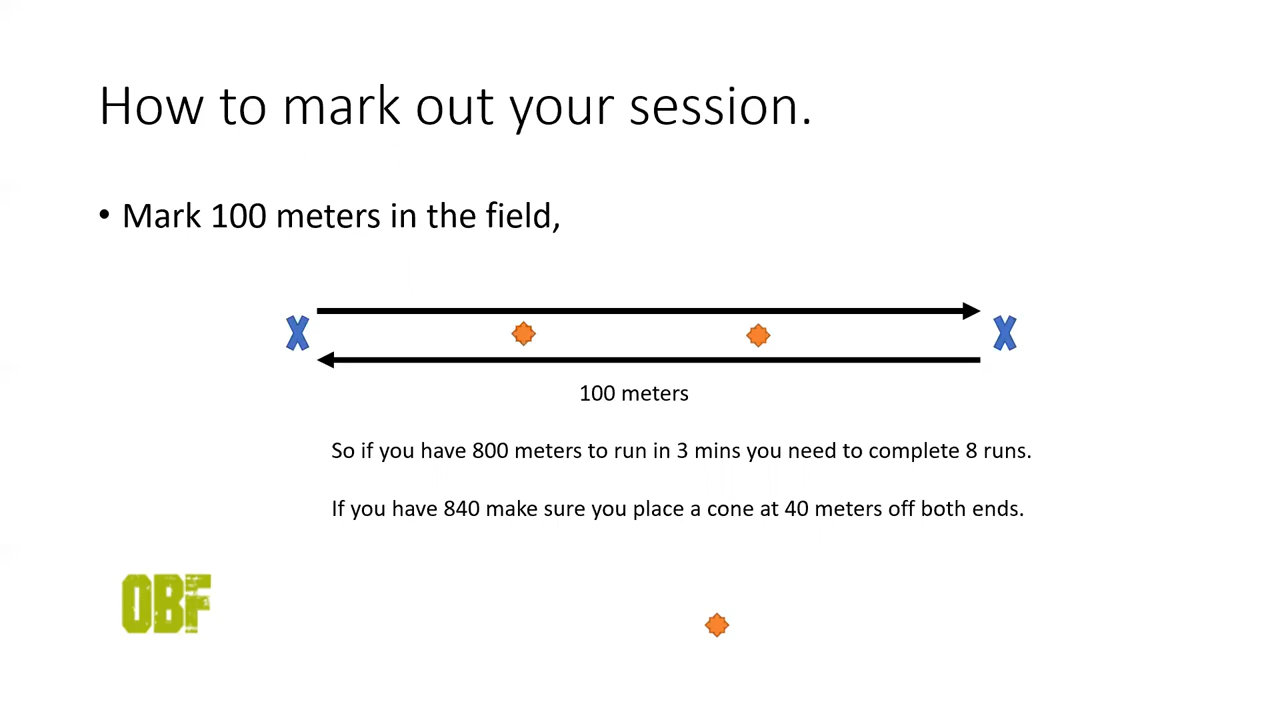 How to mark out your session.
• Mark 100 meters in the field,
100 meters
So if you have 800 meters to run in 3 mins you need to complete 8 runs.
If you have 840 make sure you place a cone at 40 meters off both ends.
OBF